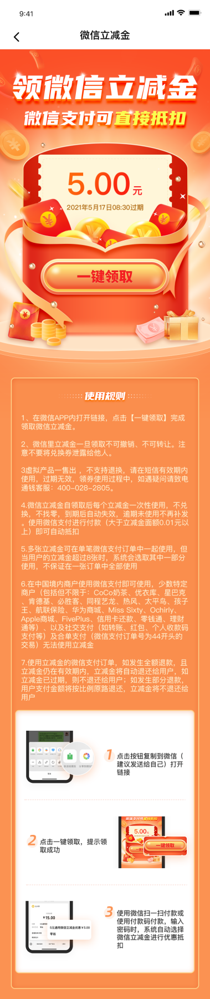 9:41
微信立减金
领微信立减金
微信支付可直接抵扣
5.00元
2021年5月17日08:30过期
一键领取
使用规则
1、在微信APP内打开链接，点击【一键领取】完成
领取微信立减金。
2、微信里立减金一旦领取不可撤销、不可转让。注
意不要将兑换券泄露给他人。
3虚拟产品一售出 ，不支持退换，请在短信有效期内
使用，过期无效，领券使用过程中，如遇疑问请致电
通钱客服：400-028-2805。
4.微信立减金自领取后每个立减金一次性使用，不兑
换，不找零，到期后自动失效，逾期未使用不再补发
。使用微信支付进行付款（大于立减金面额0.01元以
上）即可自动抵扣
5.多张立减金可在单笔微信支付订单中一起使用，但
当用户的立减金超过8张时，系统会选取其中一部分
使用，不保证在一张订单中全部使用
6.在中国境内商户使用微信支付即可使用，少数特定
商户（包括但不限于：CoCo奶茶、优衣库、星巴克
、肯德基、必胜客、同程艺龙、热风、太平鸟、孩子
王、航联保险、华为商城、Miss Sixty、Ochirly、
Apple商城、FivePlus、信用卡还款、零钱通、理财
通等）、以及社交支付（如转账、红包、个人收款码
支付等）及合单支付（微信支付订单号为44开头的
交易）无法使用立减金
7.使用立减金的微信支付订单，如发生全额退款，且
立减金仍在有效期内，立减金将自动退还给用户，如
立减金已过期，则不退还给用户；如发生部分退款，
用户支付金额将按比例原路退还，立减金将不退还给
用户
1
点击按钮复制到微信（
建议发送给自己）打开
链接
2
点击一键领取，提示领
取成功
微信支付可直接抵扣
5.00元
一键领取
一键领取
3
使用微信扫一扫付款或
使用付款码付款，输入
密码时，系统自动选择
微信立减金进行优惠抵
扣
¥15.00
5元通用微信立减金优惠￥5.00
零钱